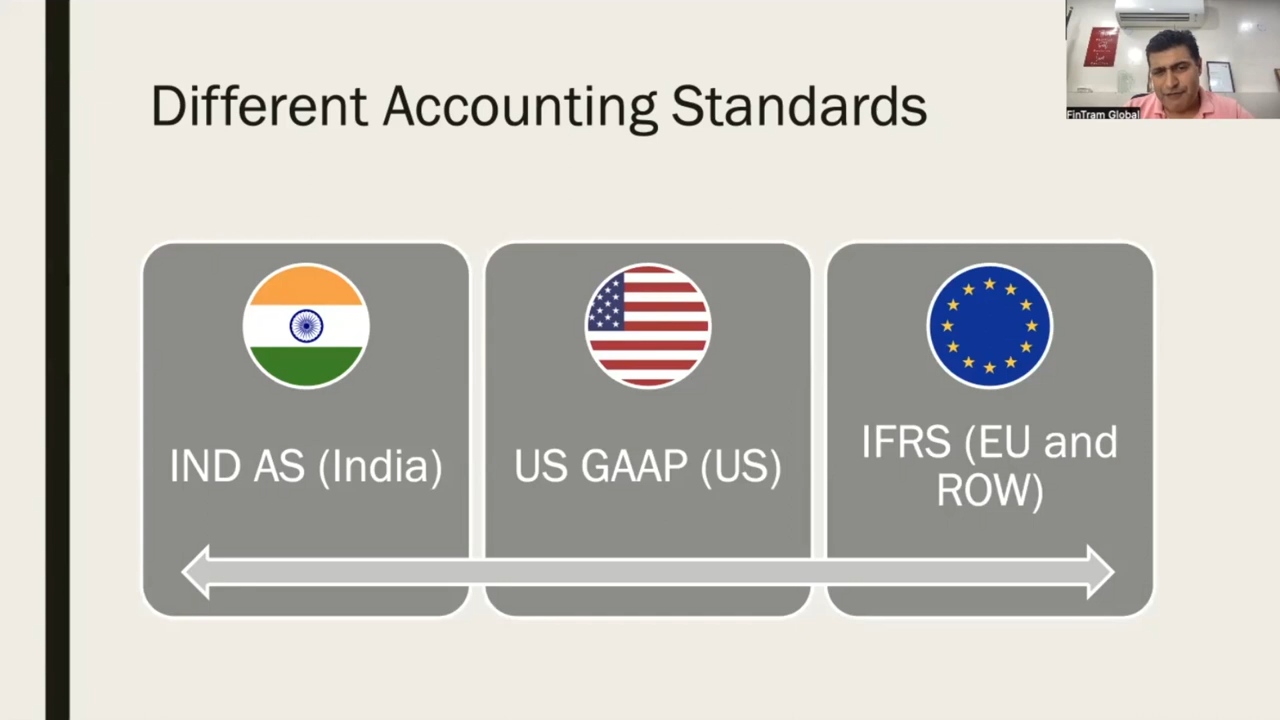 Different Accounting Standards
FinTram Global
IND AS (India)
US GAAP (US)
IFRS (EU and
ROW)